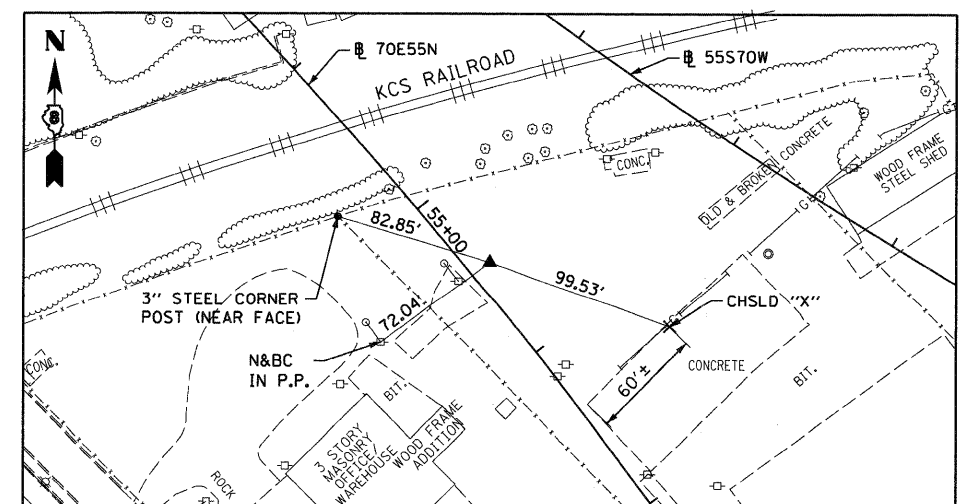 N
8
℄ 70E55N
KCS RAILROAD
℄ 55S70W
CONC.
OLD & BROKEN CONCRETE
WOOD FRAME
STEEL SHED
G
82.85'
55+00
99.53'
3" STEEL CORNER
POST (NEAR FACE)
72.04'
CHSLD "X"
N&BC
IN P.P.
CONC.
60'±
CONCRETE
BIT.
BIT.
3 STORY
MASONRY
OFFICE/
WAREHOUSE
WOOD FRAME
ADDITION
ROCK